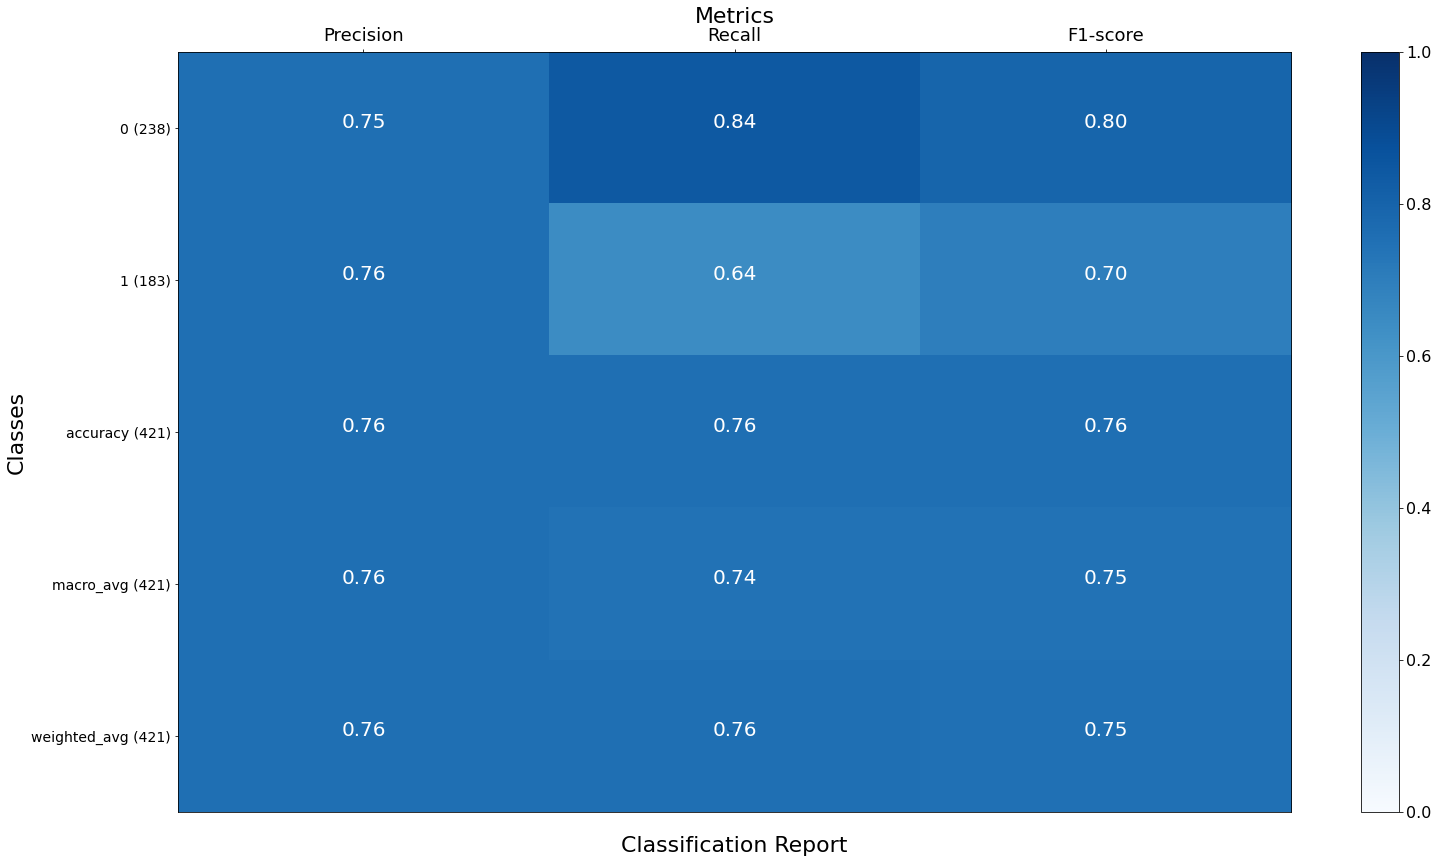 Metrics
Precision Recall F1-score
0 (238) 0.75 0.84 0.80
1 (183) 0.76 0.64 0.70
accuracy (421) 0.76 0.76 0.76
macro_avg (421) 0.76 0.74 0.75
weighted_avg (421) 0.76 0.76 0.75
Classes
Classification Report
1.0
0.8
0.6
0.4
0.2
0.0